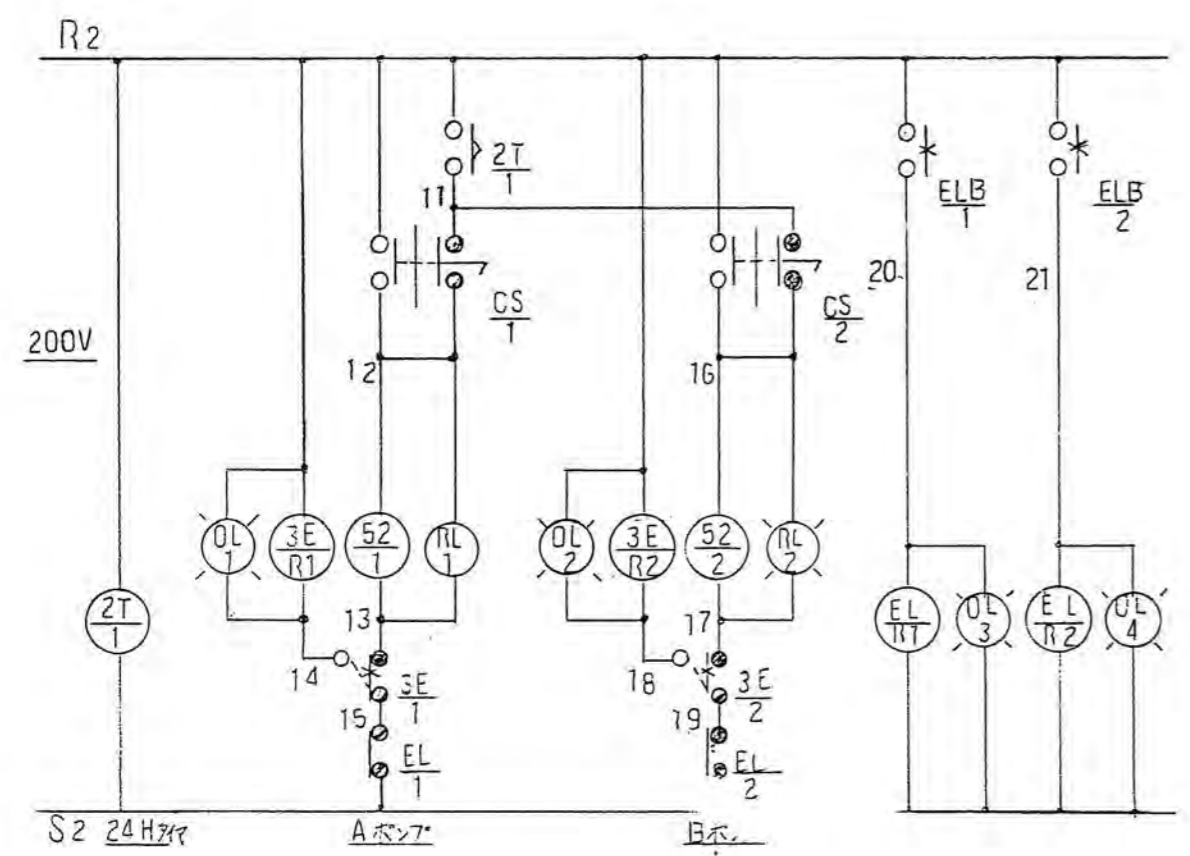 R2
2T
1
11
ELB
1
ELB
2
20
21
CS
1
CS
2
200V
12
16
OL
1
3E
R1
52
1
RL
1
OL
2
3E
R2
52
2
RL
2
2T
1
13
17
EL
R1
OL
3
EL
R2
OL
4
14
3E
1
18
3E
2
15
19
EL
1
EL
2
S2 24Hタイマ
Aポンプ
Bポン